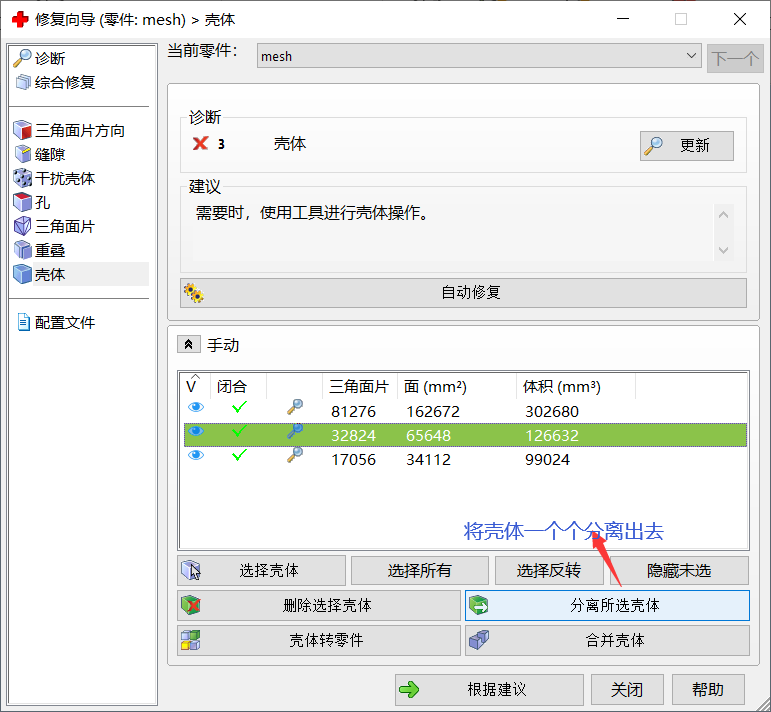 修复向导 (零件: mesh) > 壳体
诊断
综合修复
三角面片方向
缝隙
干扰壳体
孔
三角面片
重叠
壳体
配置文件
当前零件:
mesh
下一个
诊断
3 壳体
更新
建议
需要时，使用工具进行壳体操作。
自动修复
手动
V 闭合 三角面片 面 (mm²) 体积 (mm³)
81276 162672 302680
32824 65648 126632
17056 34112 99024
将壳体一个个分离出去
选择壳体 选择所有 选择反转 隐藏未选
删除选择壳体 分离所选壳体
壳体转零件 合并壳体
根据建议 关闭 帮助